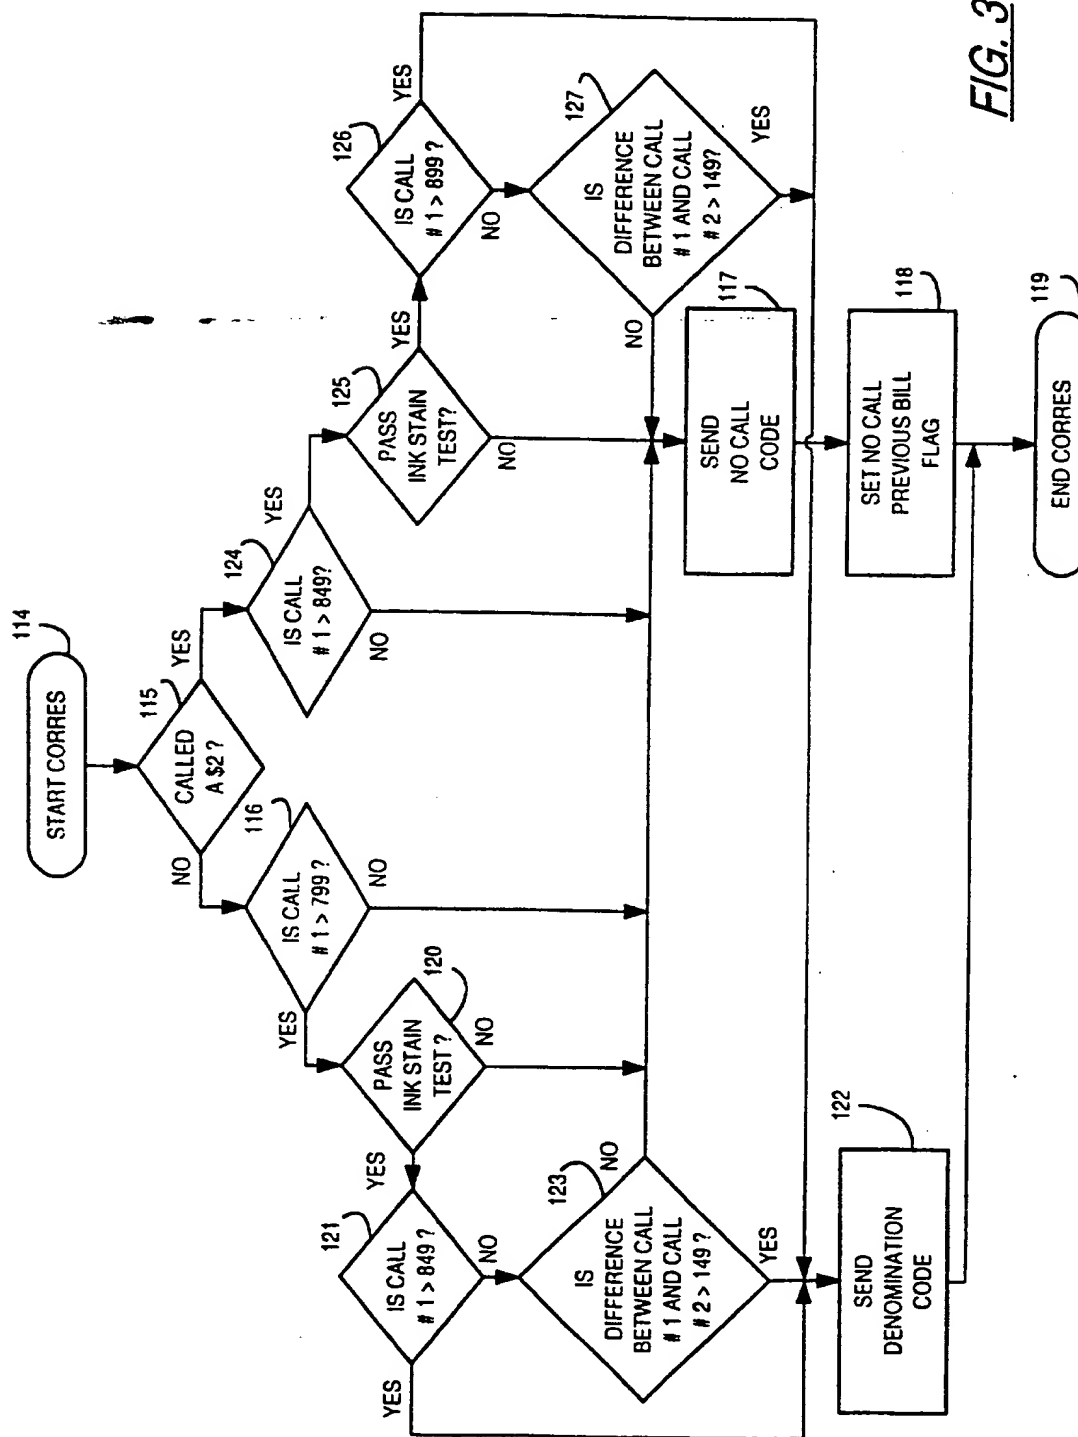 114
START CORRES
115
CALLED
A $2 ?
NO
YES
116
IS CALL
# 1 > 799 ?
YES
NO
124
IS CALL
# 1 > 849?
YES
NO
120
PASS
INK STAIN
TEST ?
YES
NO
125
PASS
INK STAIN
TEST?
YES
NO
121
IS CALL
# 1 > 849 ?
YES
NO
126
IS CALL
# 1 > 899 ?
YES
NO
123
IS
DIFFERENCE
BETWEEN CALL
# 1 AND CALL
# 2 > 149 ?
NO
YES
127
IS
DIFFERENCE
BETWEEN CALL
# 1 AND CALL
# 2 > 149?
NO
YES
117
SEND
NO CALL
CODE
122
SEND
DENOMINATION
CODE
118
SET NO CALL
PREVIOUS BILL
FLAG
119
END CORRES
FIG. 3